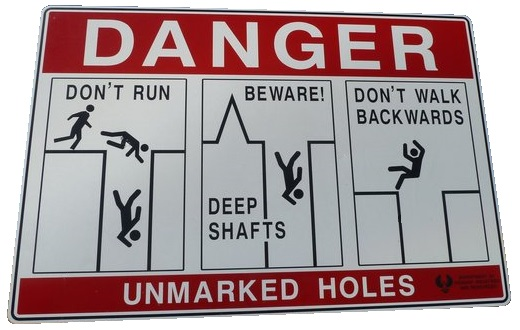 DANGER
DON'T RUN
BEWARE!
DEEP
SHAFTS
DON'T WALK
BACKWARDS
UNMARKED HOLES